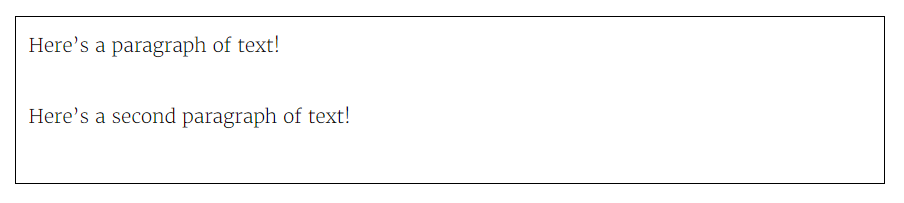 Here’s a paragraph of text!
Here’s a second paragraph of text!